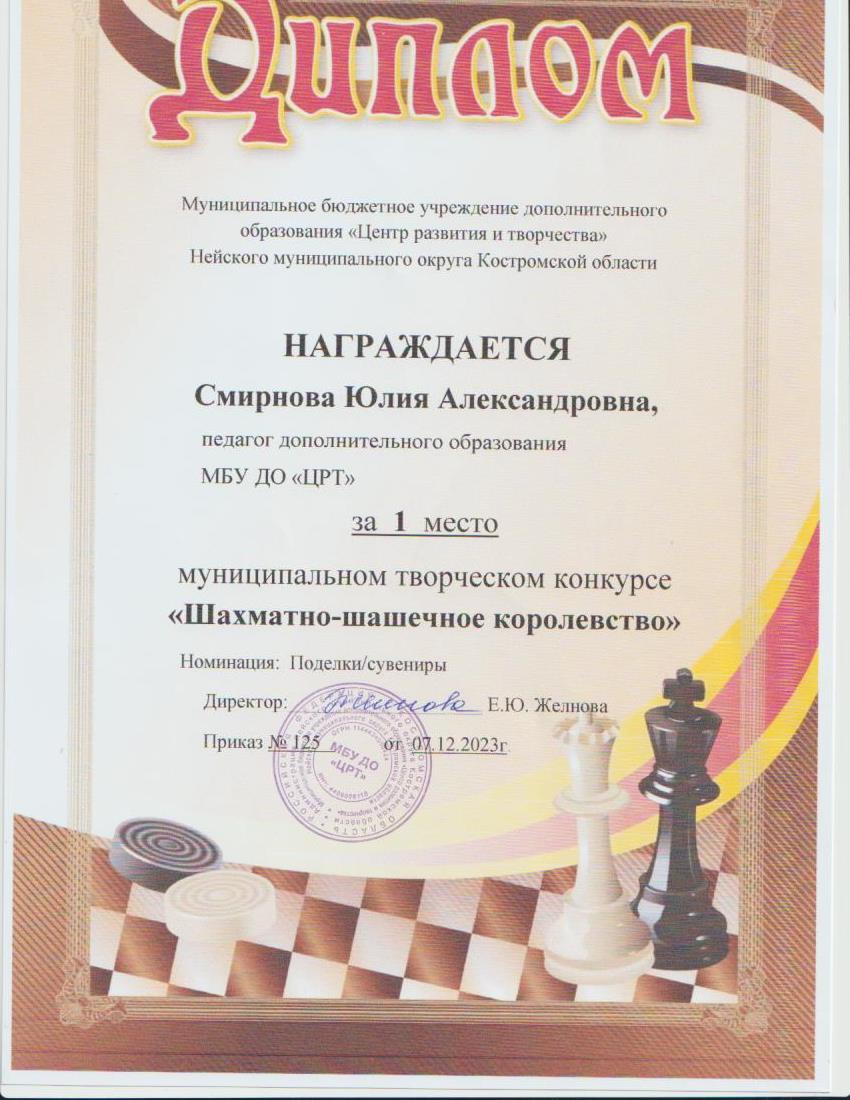 Диплом
Муниципальное бюджетное учреждение дополнительного
образования «Центр развития и творчества»
Нейского муниципального округа Костромской области
НАГРАЖДАЕТСЯ
Смирнова Юлия Александровна,
педагог дополнительного образования
МБУ ДО «ЦРТ»
за 1 место
муниципальном творческом конкурсе
«Шахматно-шашечное королевство»
Номинация: Поделки/сувениры
Директор: Е.Ю. Желнова
Приказ № 125 от 07.12.2023г.
МБУ ДО
«ЦРТ»